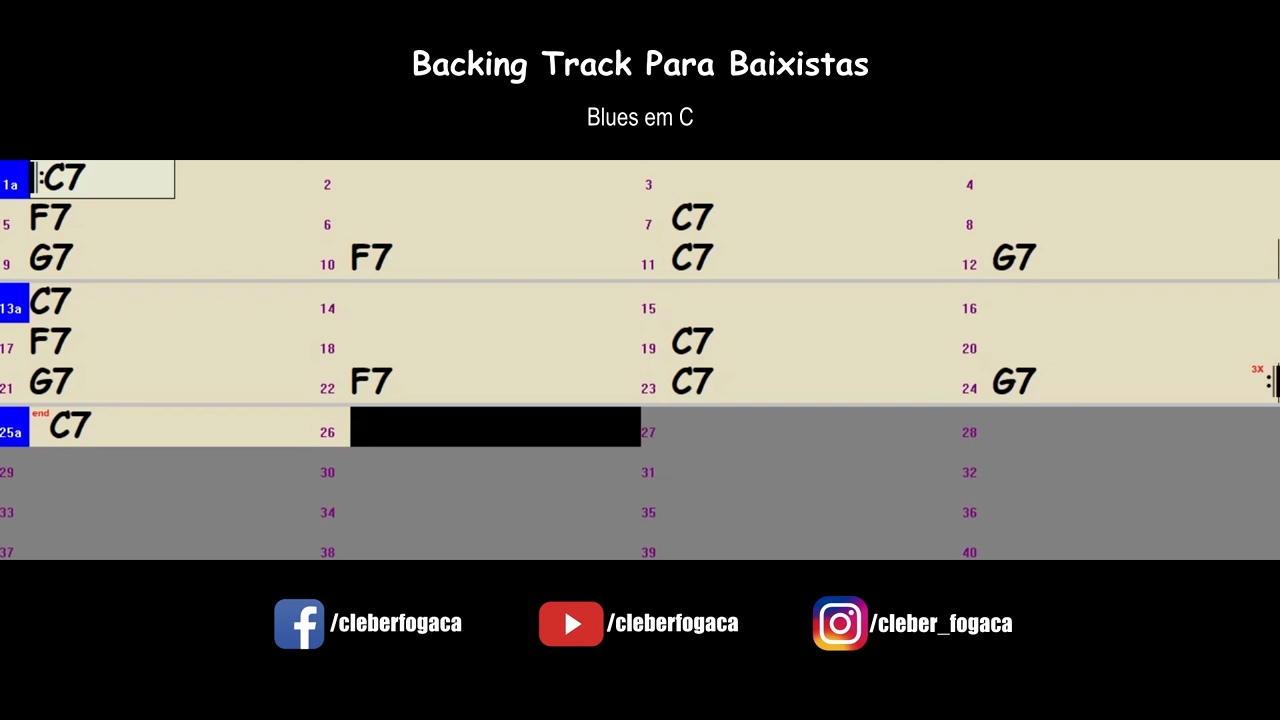 Backing Track Para Baixistas
Blues em C
1a :C7 2 3 4
5 F7 6 7 C7 8
9 G7 10 F7 11 C7 12 G7
13a C7 14 15 16
17 F7 18 19 C7 20
21 G7 22 F7 23 C7 24 G7 3X :
25a end C7 26 27 28
29 30 31 32
33 34 35 36
37 38 39 40
/cleberfogaca /cleberfogaca /cleber_fogaca